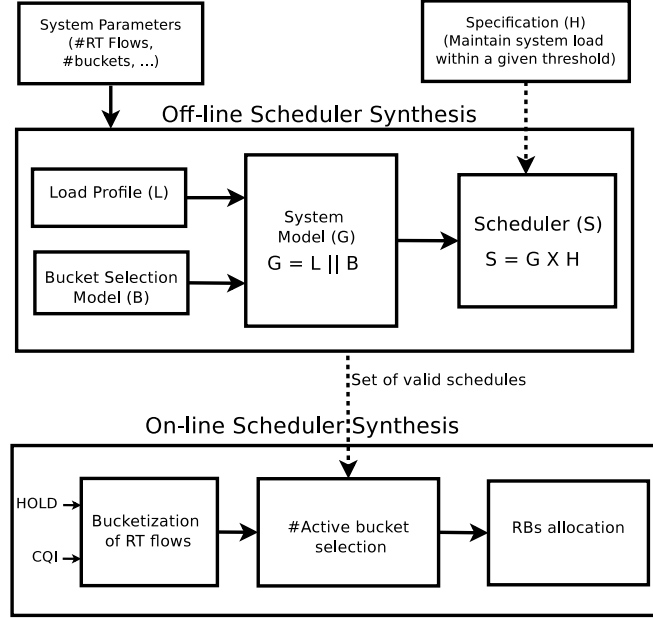 System Parameters
(#RT Flows,
#buckets, ...)
Specification (H)
(Maintain system load
within a given threshold)
Off-line Scheduler Synthesis
Load Profile (L)
Bucket Selection
Model (B)
System
Model (G)
G = L || B
Scheduler (S)
S = G X H
Set of valid schedules
On-line Scheduler Synthesis
HOLD
CQI
Bucketization
of RT flows
#Active bucket
selection
RBs allocation